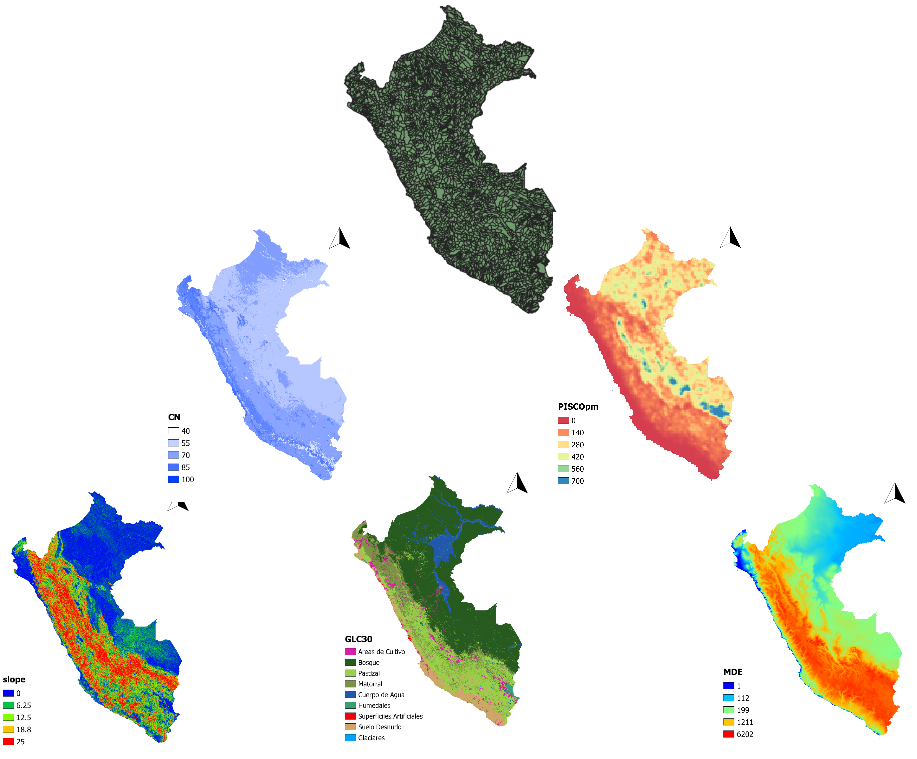 CN
40
55
70
85
100
PISCOpm
0
140
280
420
560
700
slope
0
6.25
12.5
18.8
25
GLC30
Areas de Cultivo
Bosque
Pastizal
Matorral
Cuerpo de Agua
Humedales
Superficies Artificiales
Suelo Desnudo
Glaciares
MDE
1
112
199
1211
6202